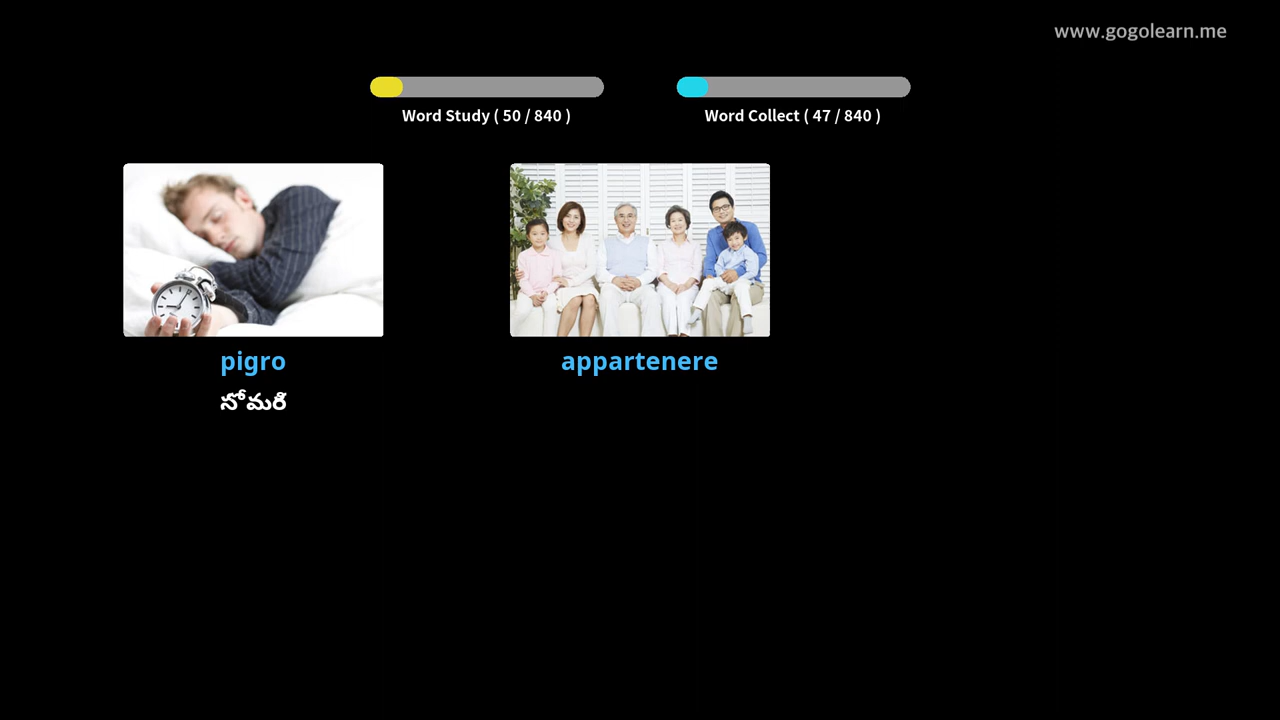 www.gogolearn.me
Word Study ( 50 / 840 )
Word Collect ( 47 / 840 )
pigro
సోమరి
appartenere